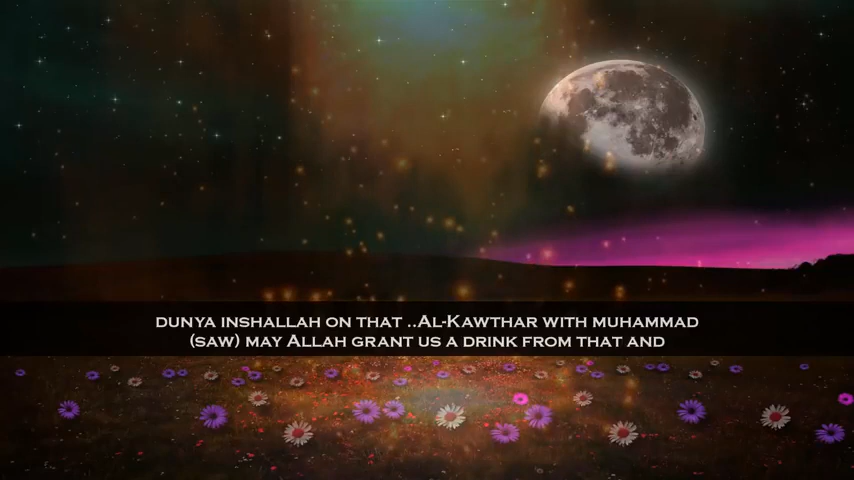 dunya inshallah on that ..Al-Kawthar with muhammad
(saw) may Allah grant us a drink from that and